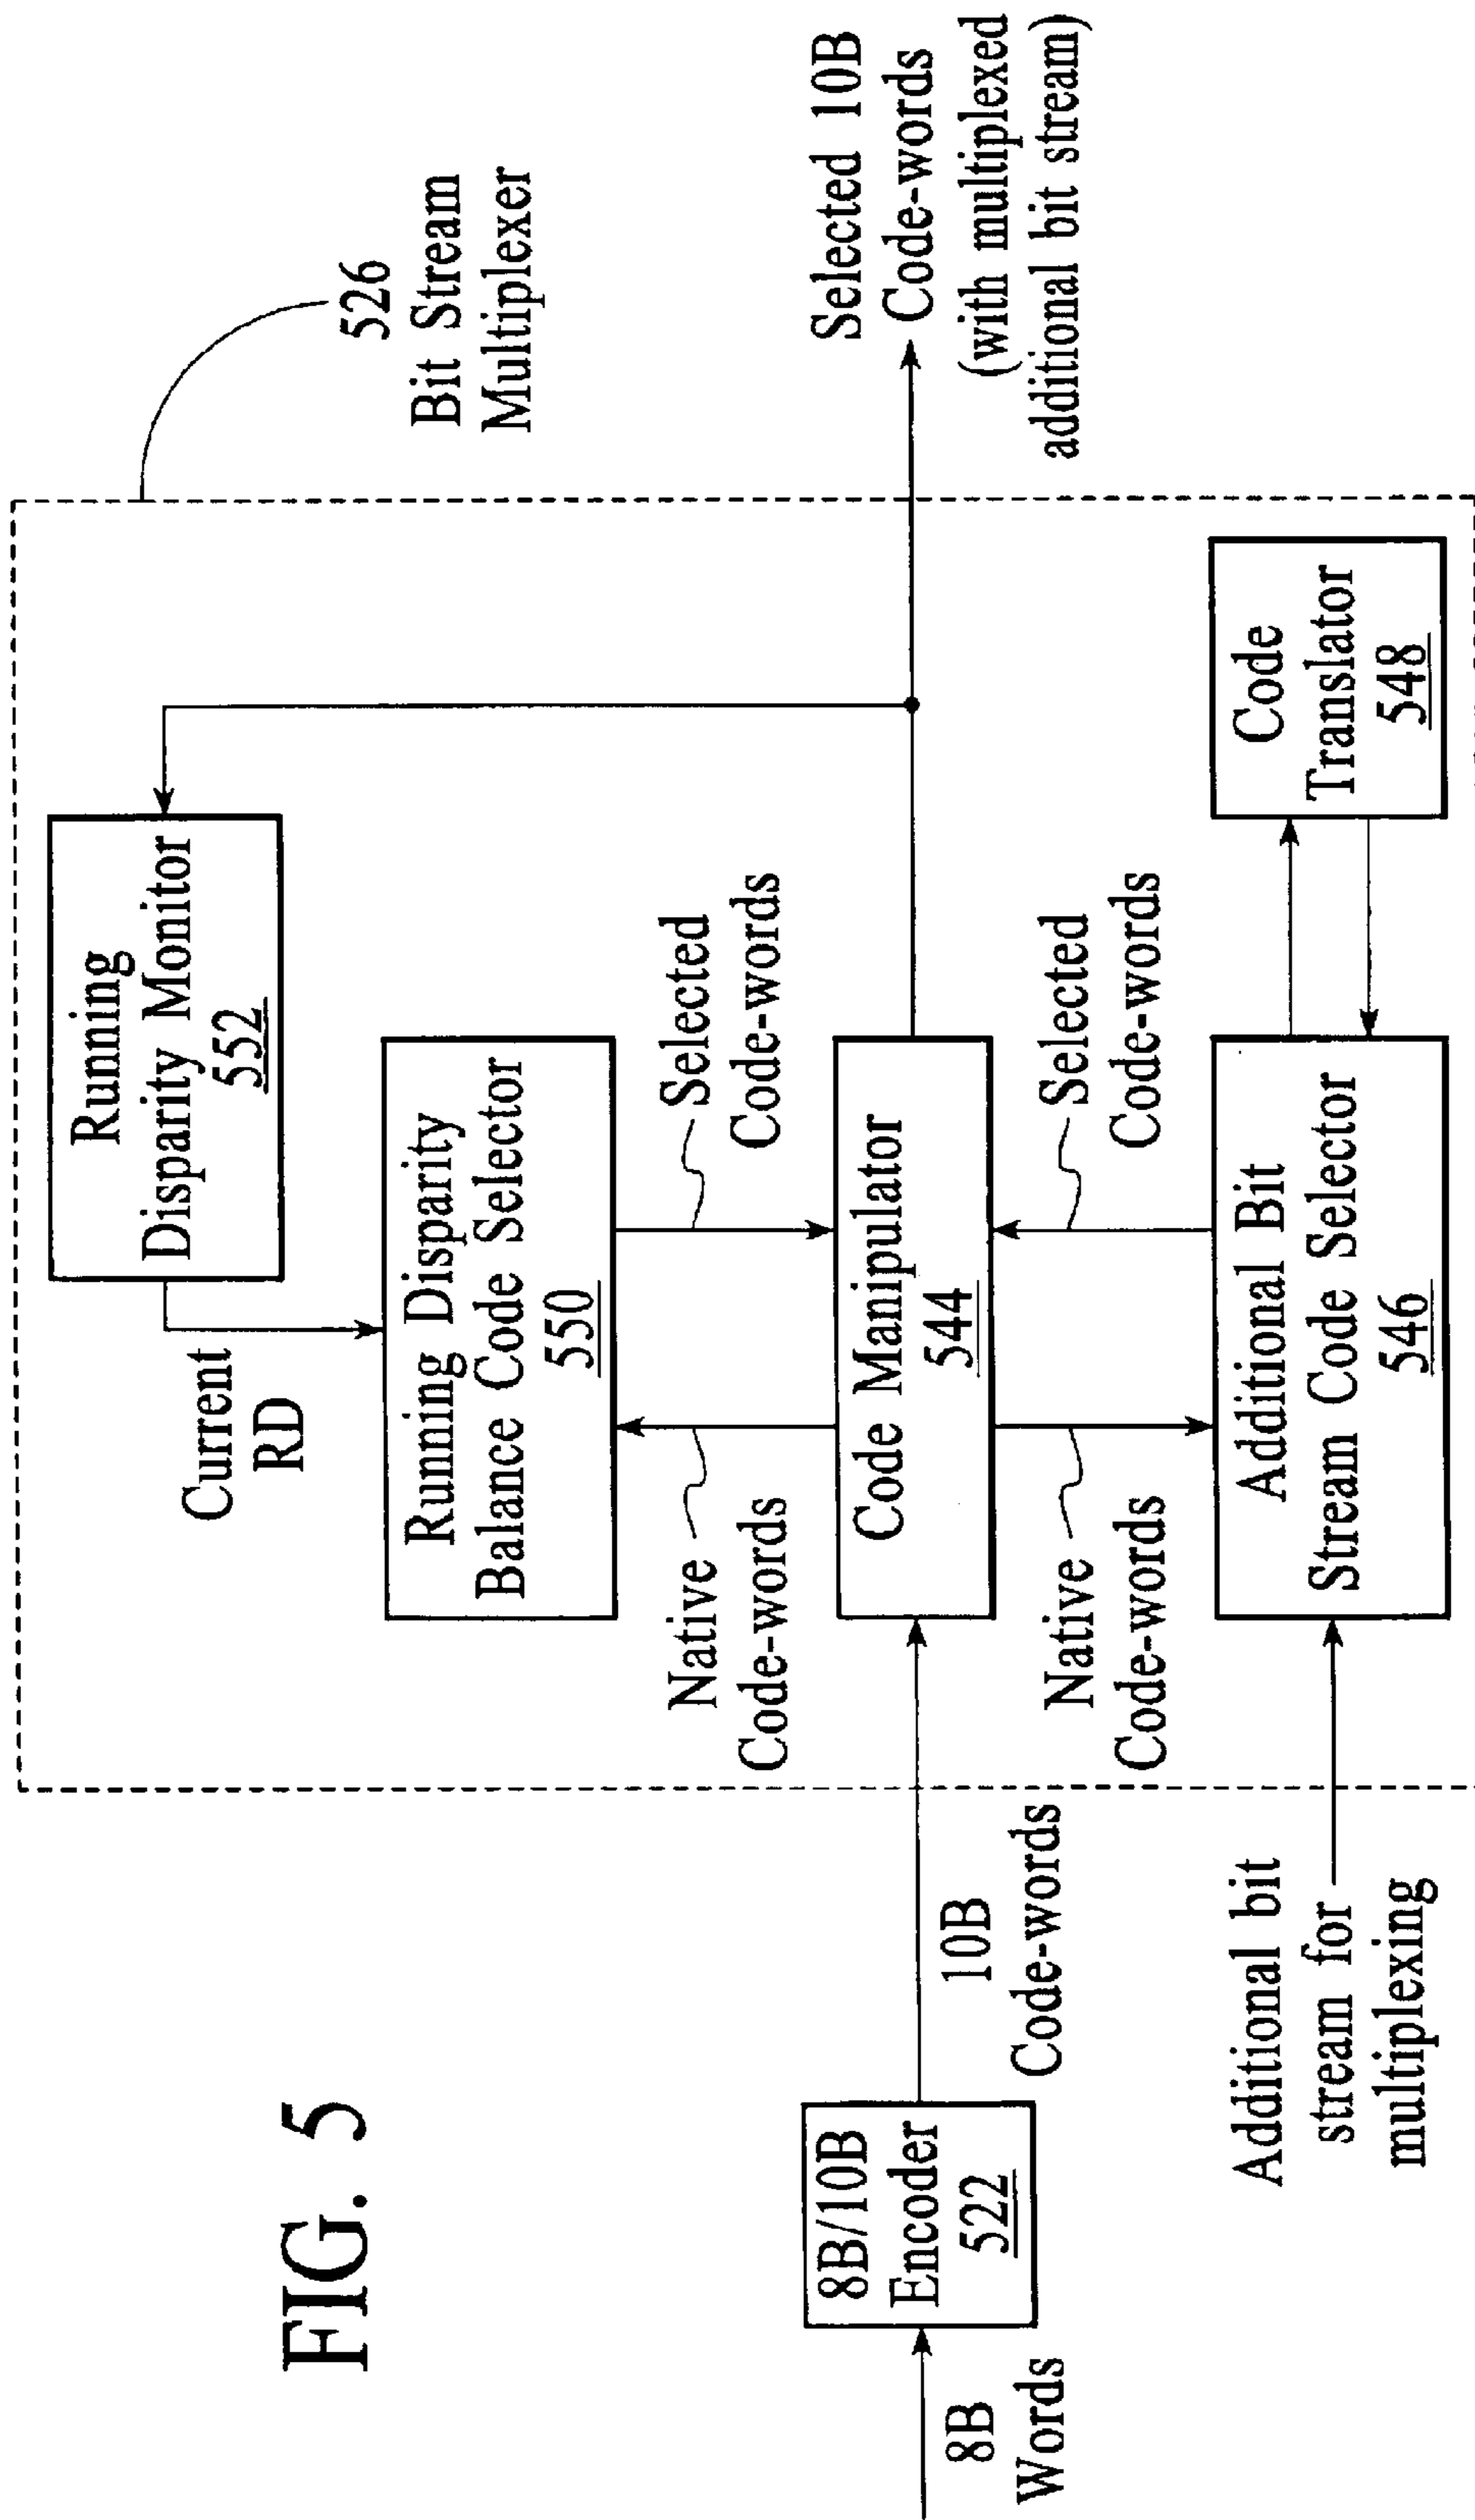 FIG. 5
8B
Words
8B/10B
Encoder
522
10B
Code-words
Additional bit
stream for
multiplexing
Running
Disparity Monitor
552
Current
RD
Running Disparity
Balance Code Selector
550
Native
Code-words
Selected
Code-words
Code Manipulator
544
Native
Code-words
Selected
Code-words
Additional Bit
Stream Code Selector
546
Code
Translator
548
526
Bit Stream
Multiplexer
Selected 10B
Code-words
(with multiplexed
additional bit stream)